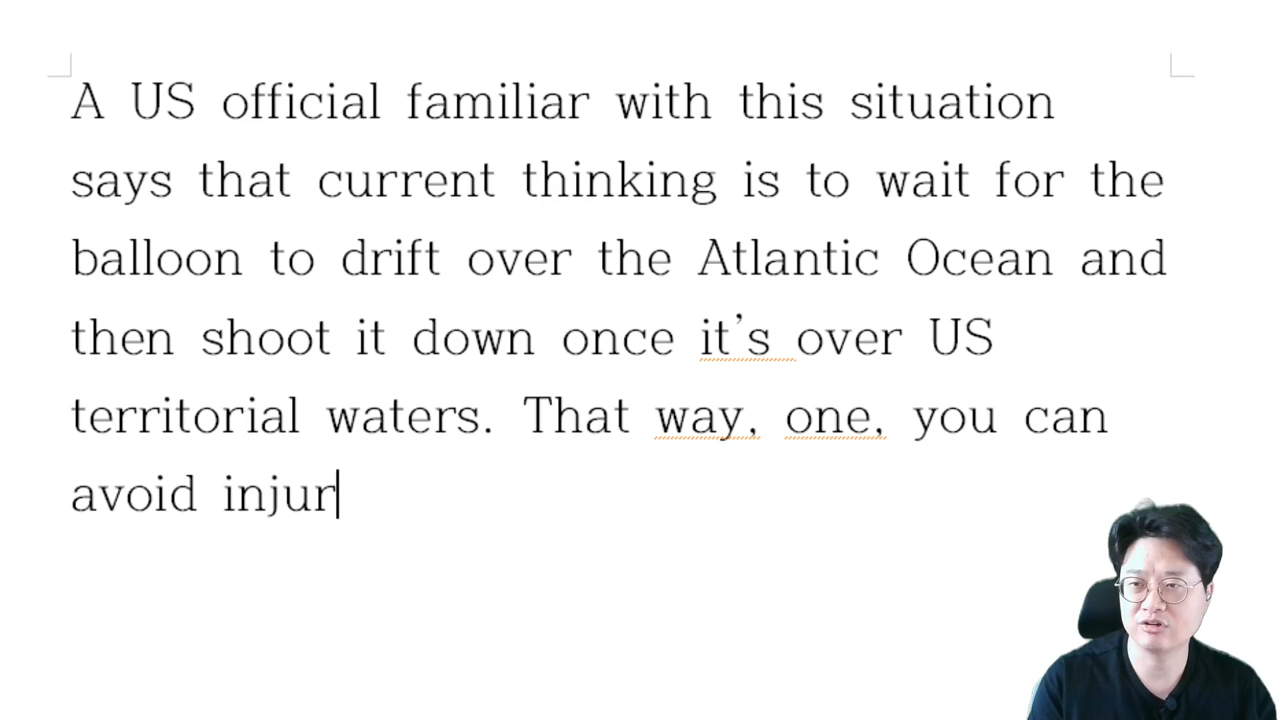 A US official familiar with this situation
says that current thinking is to wait for the
balloon to drift over the Atlantic Ocean and
then shoot it down once it's over US
territorial waters. That way, one, you can
avoid injur